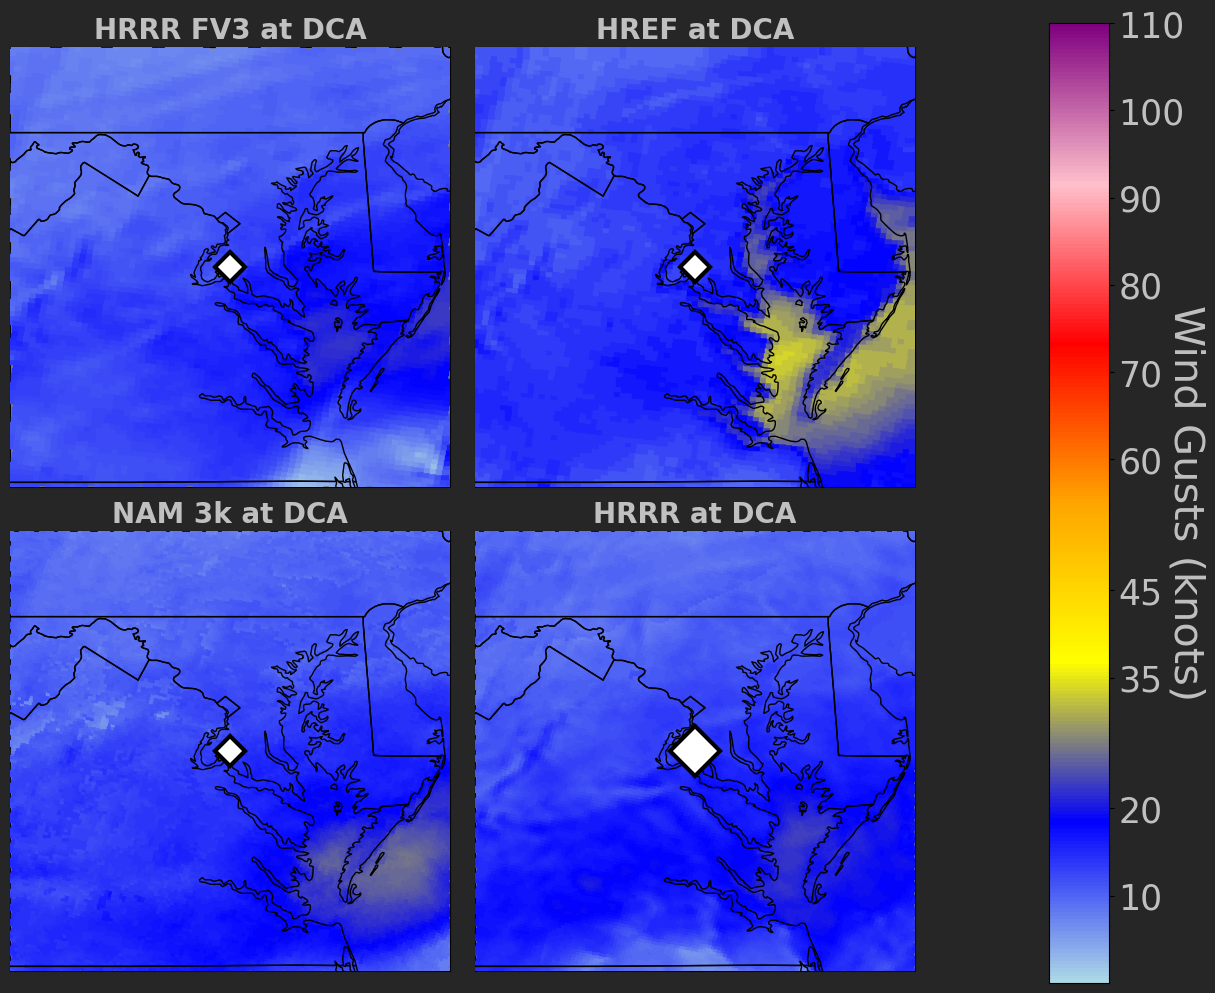 HRRR FV3 at DCA
HREF at DCA
NAM 3k at DCA
HRRR at DCA
110
100
90
80
70
60
45
35
20
10
Wind Gusts (knots)